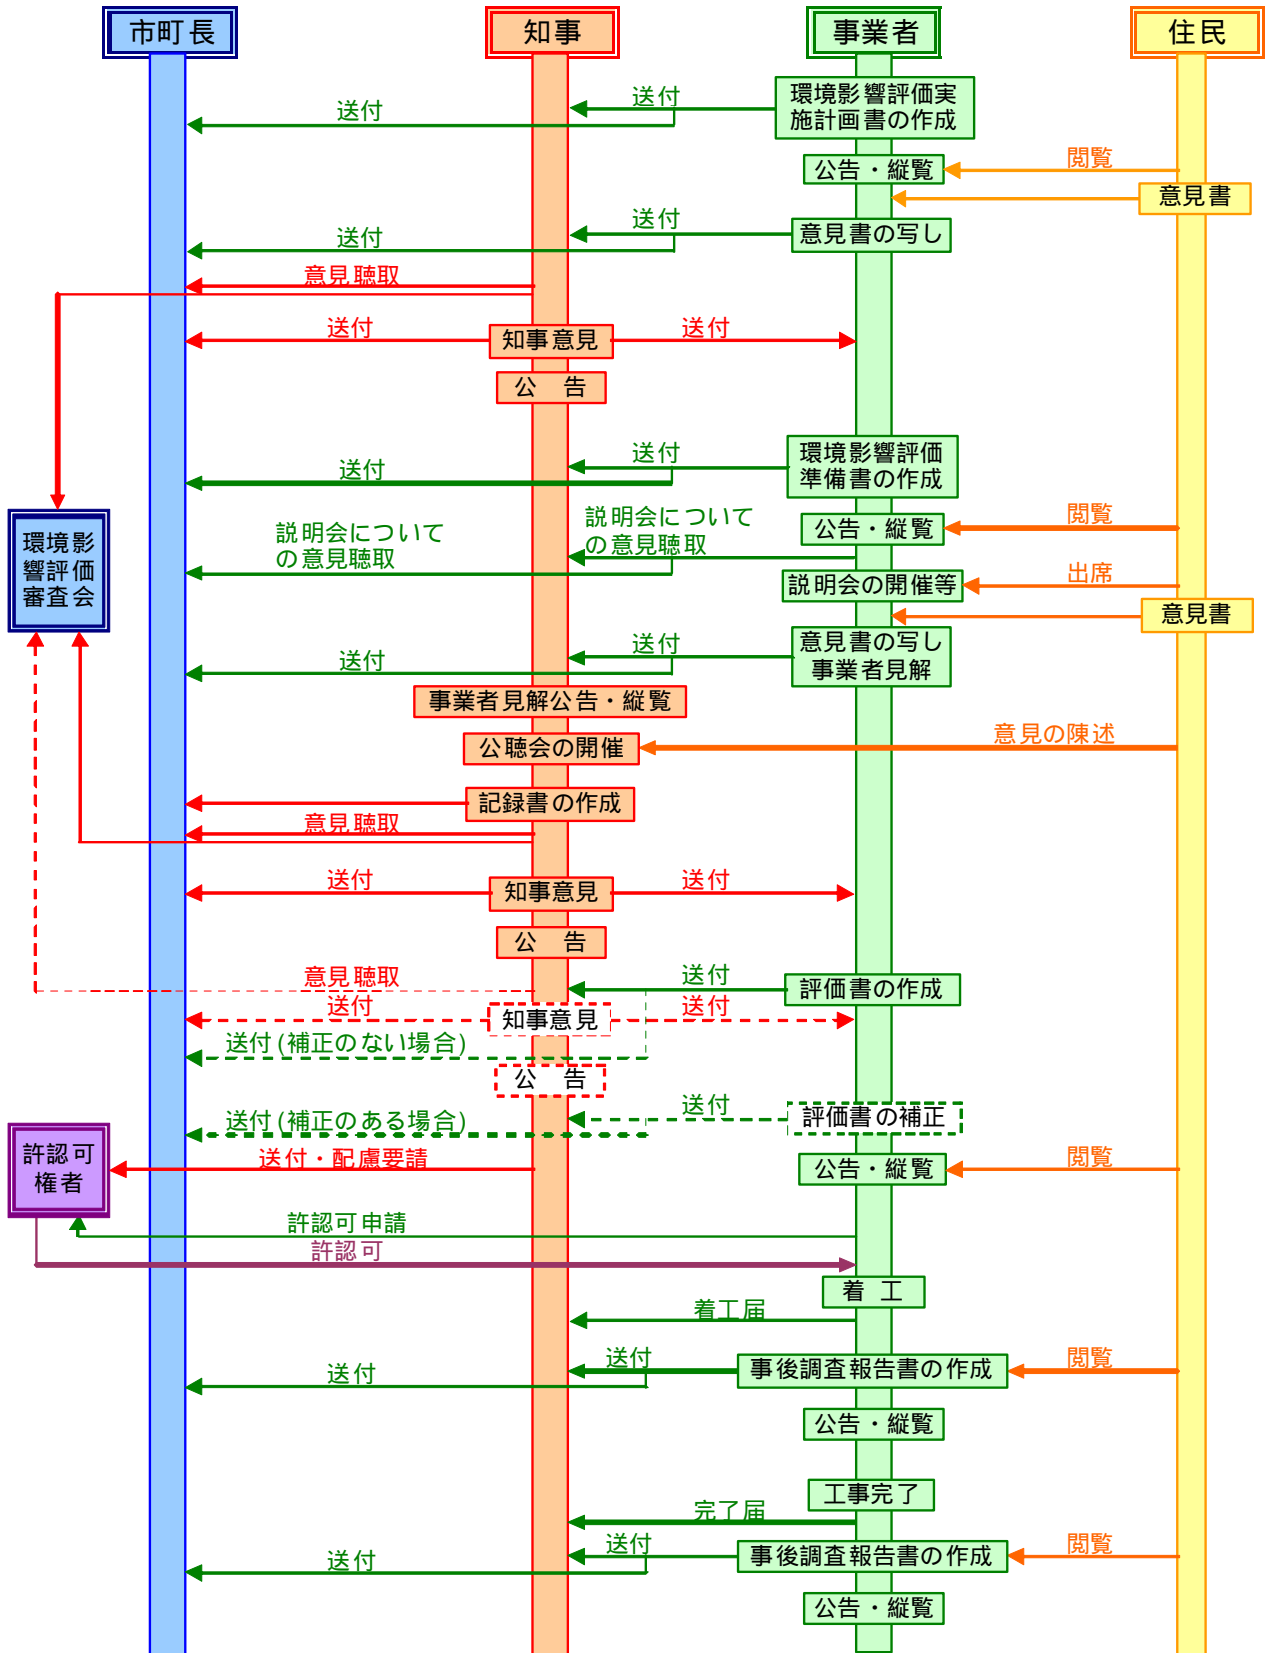 市町長
知事
事業者
住民
環境影響評価実
施計画書の作成
送付
送付
公告・縦覧
閲覧
意見書
送付
意見書の写し
送付
意見聴取
送付
知事意見
送付
公　告
環境影響評価
準備書の作成
送付
送付
環境影
響評価
審査会
公告・縦覧
閲覧
説明会について
の意見聴取
説明会について
の意見聴取
説明会の開催等
出席
意見書
意見書の写し
事業者見解
送付
送付
事業者見解公告・縦覧
公聴会の開催
意見の陳述
記録書の作成
意見聴取
送付
知事意見
送付
公　告
意見聴取
送付
評価書の作成
送付
知事意見
送付
送付(補正のない場合)
公　告
送付
評価書の補正
送付(補正のある場合)
許認可
権者
送付・配慮要請
公告・縦覧
閲覧
許認可申請
許認可
着 工
着工届
送付
事後調査報告書の作成
閲覧
送付
公告・縦覧
工事完了
完了届
送付
事後調査報告書の作成
閲覧
送付
公告・縦覧